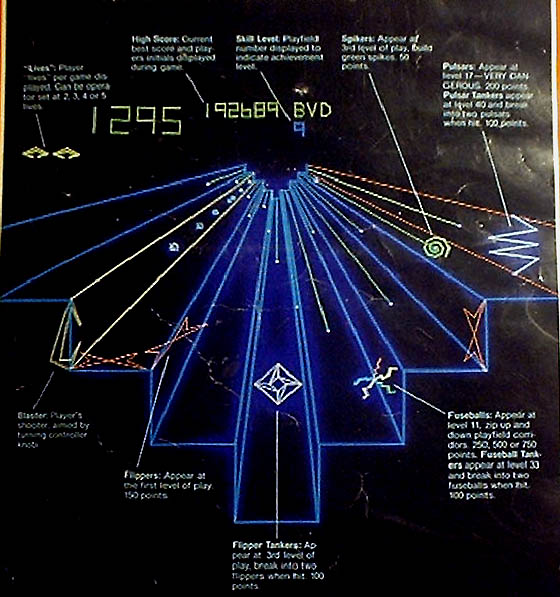 High Score: Current
best score and play-
ers initials displayed
during game.
Skill Level: Playfield
number displayed to
indicate achievement
level.
Spikers: Appear at
3rd level of play, build
green spikes. 50
points.
Pulsars: Appear at
level 17—VERY DAN-
GEROUS. 200 points.
Pulsar Tankers appear
at level 40 and break
into two pulsars
when hit. 100 points.
"Lives": Player
"lives" per game dis-
played. Can be opera-
tor set at 2, 3, 4 or 5
lives.
1295
192689 BVD
9
Blaster: Player's
shooter, aimed by
turning controller
knob.
Flippers: Appear at
the first level of play.
150 points.
Flipper Tankers: Ap-
pear at 3rd level of
play, break into two
flippers when hit. 100
points.
Fuseballs: Appear at
level 11, zip up and
down playfield corri-
dors. 250, 500 or 750
points. Fuseball Tank-
ers appear at level 33
and break into two
fuseballs when hit.
100 points.